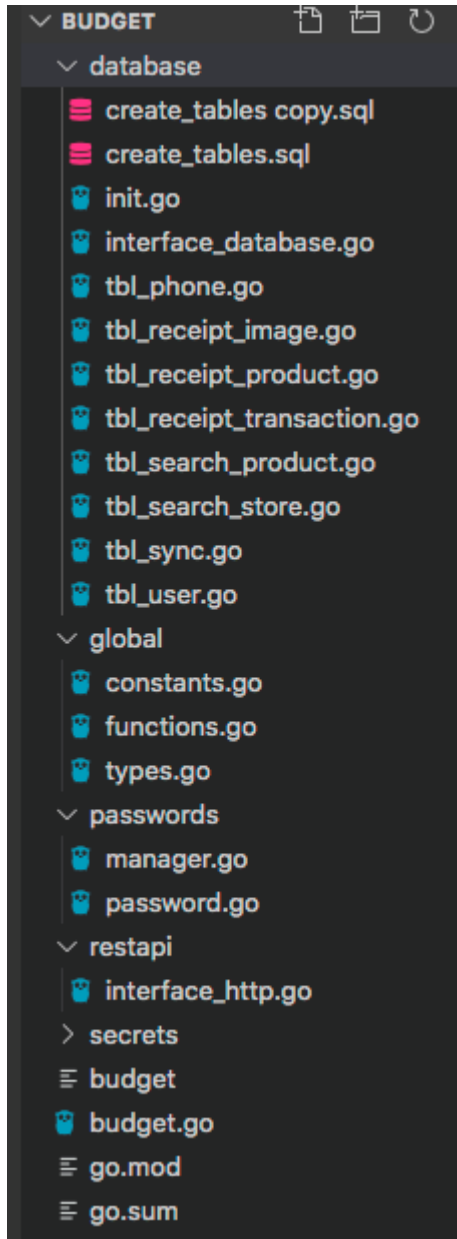 BUDGET
database
create_tables copy.sql
create_tables.sql
init.go
interface_database.go
tbl_phone.go
tbl_receipt_image.go
tbl_receipt_product.go
tbl_receipt_transaction.go
tbl_search_product.go
tbl_search_store.go
tbl_sync.go
tbl_user.go
global
constants.go
functions.go
types.go
passwords
manager.go
password.go
restapi
interface_http.go
secrets
budget
budget.go
go.mod
go.sum